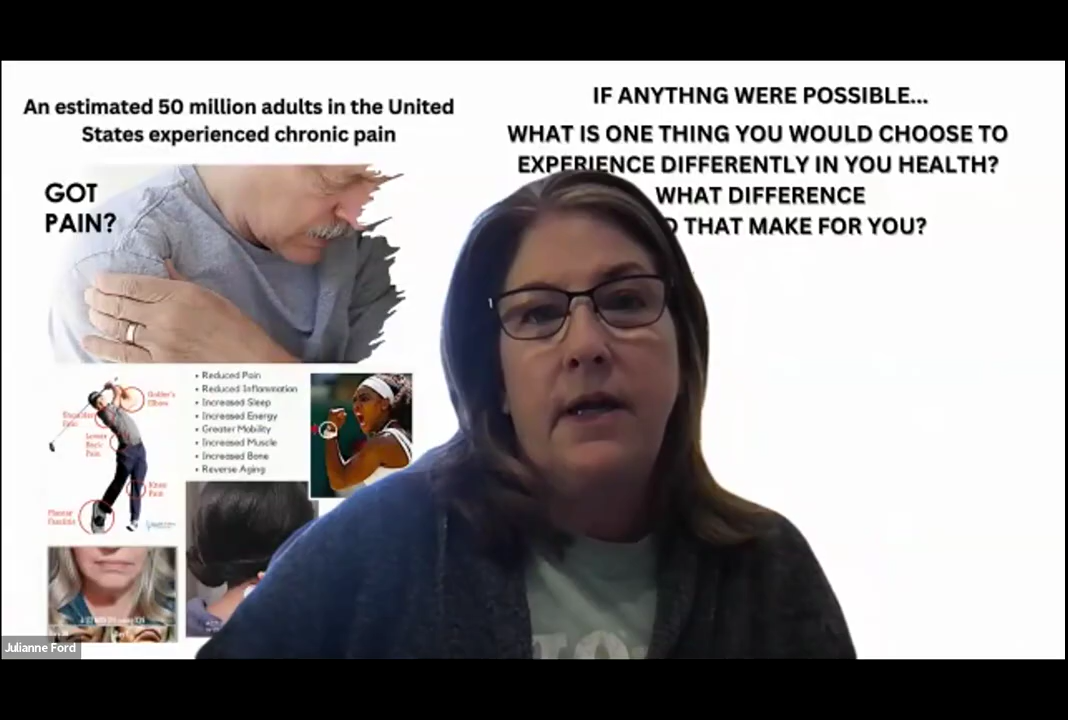 An estimated 50 million adults in the United
States experienced chronic pain
GOT
PAIN?
IF ANYTHNG WERE POSSIBLE...
WHAT IS ONE THING YOU WOULD CHOOSE TO
EXPERIENCE DIFFERENTLY IN YOU HEALTH?
WHAT DIFFERENCE
THAT MAKE FOR YOU?
• Reduced Pain
• Reduced Inflammation
• Increased Sleep
• Increased Energy
• Greater Mobility
• Increased Muscle
• Increased Bone
• Reverse Aging
Golfer's
Elbow
Shoulder
Pain
Lower
Back
Pain
Knee
Pain
Plantar
Fasciitis
Julianne Ford